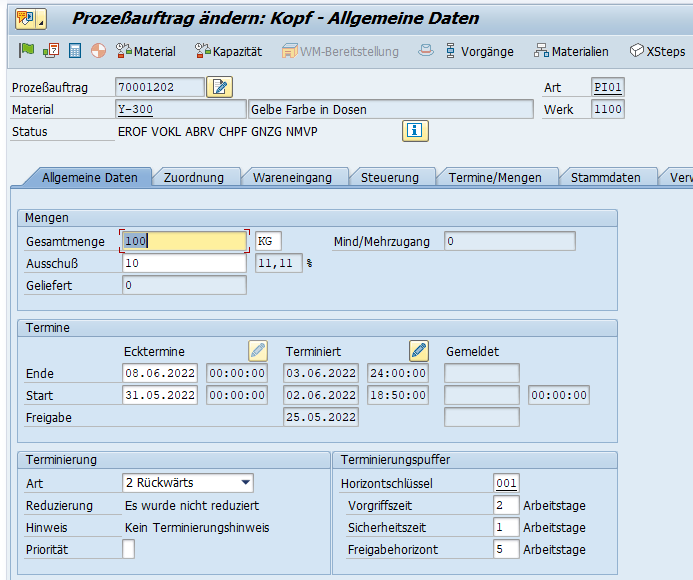 Prozeßauftrag ändern: Kopf - Allgemeine Daten
Material Kapazität WM-Bereitstellung Vorgänge Materialien XSteps
Prozeßauftrag 70001202 Art PI01
Material Y-300 Gelbe Farbe in Dosen Werk 1100
Status EROF VOKL ABRV CHPF GNZG NMVP
Allgemeine Daten Zuordnung Wareneingang Steuerung Termine/Mengen Stammdaten Verw
Mengen
Gesamtmenge 100 KG Mind/Mehrzugang 0
Ausschuß 10 11,11 %
Geliefert 0
Termine
Ecktermine Terminiert Gemeldet
Ende 08.06.2022 00:00:00 03.06.2022 24:00:00
Start 31.05.2022 00:00:00 02.06.2022 18:50:00 00:00:00
Freigabe 25.05.2022
Terminierung
Art 2 Rückwärts
Reduzierung Es wurde nicht reduziert
Hinweis Kein Terminierungshinweis
Priorität
Terminierungspuffer
Horizontschlüssel 001
Vorgriffszeit 2 Arbeitstage
Sicherheitszeit 1 Arbeitstage
Freigabehorizont 5 Arbeitstage